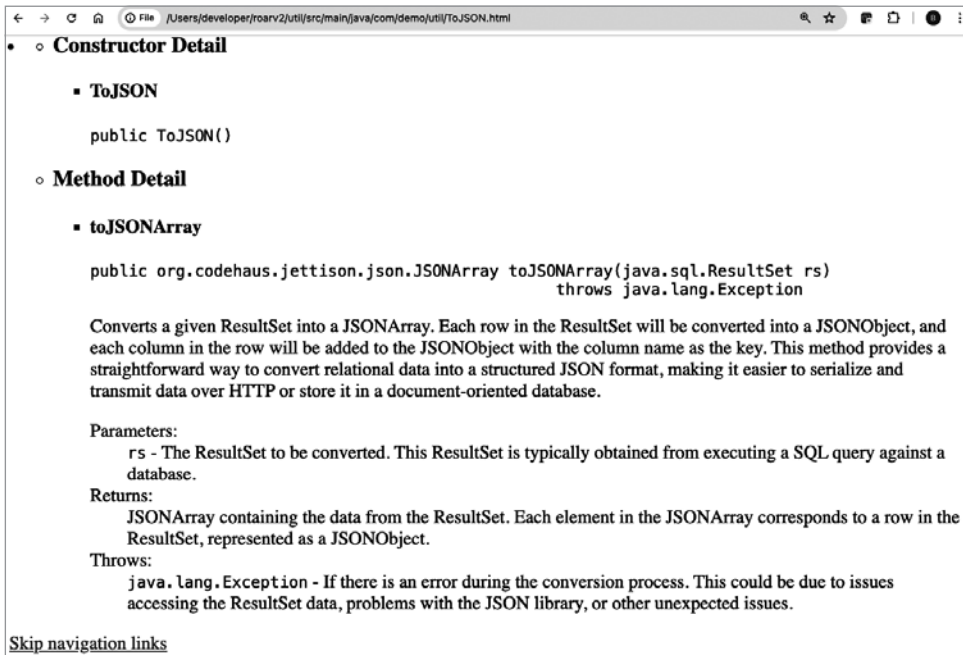 File /Users/developer/roarv2/util/src/main/java/com/demo/util/ToJSON.html
Constructor Detail
ToJSON
public ToJSON()
Method Detail
toJSONArray
public org.codehaus.jettison.json.JSONArray toJSONArray(java.sql.ResultSet rs)
throws java.lang.Exception
Converts a given ResultSet into a JSONArray. Each row in the ResultSet will be converted into a JSONObject, and
each column in the row will be added to the JSONObject with the column name as the key. This method provides a
straightforward way to convert relational data into a structured JSON format, making it easier to serialize and
transmit data over HTTP or store it in a document-oriented database.
Parameters:
rs - The ResultSet to be converted. This ResultSet is typically obtained from executing a SQL query against a
database.
Returns:
JSONArray containing the data from the ResultSet. Each element in the JSONArray corresponds to a row in the
ResultSet, represented as a JSONObject.
Throws:
java.lang.Exception - If there is an error during the conversion process. This could be due to issues
accessing the ResultSet data, problems with the JSON library, or other unexpected issues.
Skip navigation links